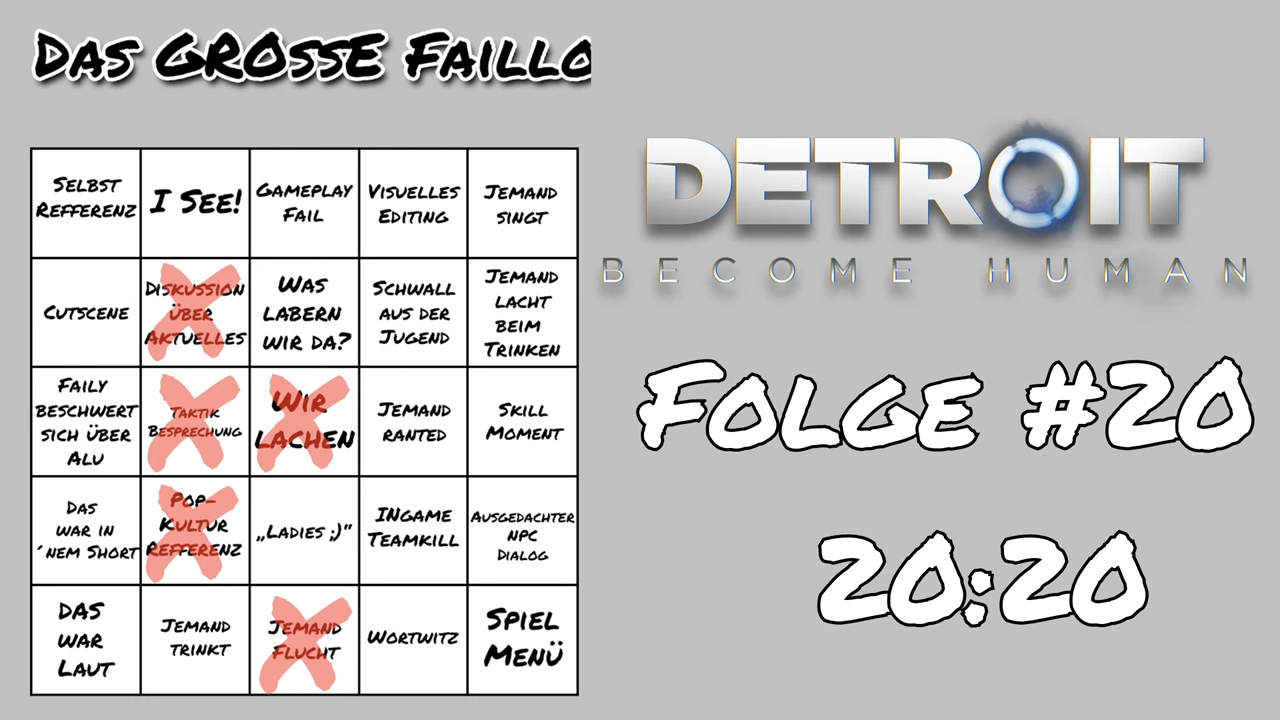 Das GROSSE Faillo
DETROIT
BECOME HUMAN
Selbst
Refferenz
I See!
Gameplay
Fail
Visuelles
Editing
Jemand
singt
Cutscene
Diskussion
über
Aktuelles
Was
labern
wir da?
Schwall
aus der
Jugend
Jemand
lacht
beim
Trinken
Faily
beschwert
sich über
Alu
Taktik
Besprechung
Wir
lachen
Jemand
ranted
Skill
Moment
Das
war in
´nem Short
Pop-
Kultur
Refferenz
„Ladies ;)“
INgame
Teamkill
Ausgedachter
NPC
Dialog
Das
war
Laut
Jemand
trinkt
Jemand
Flucht
Wortwitz
Spiel
Menü
Folge #20
20:20